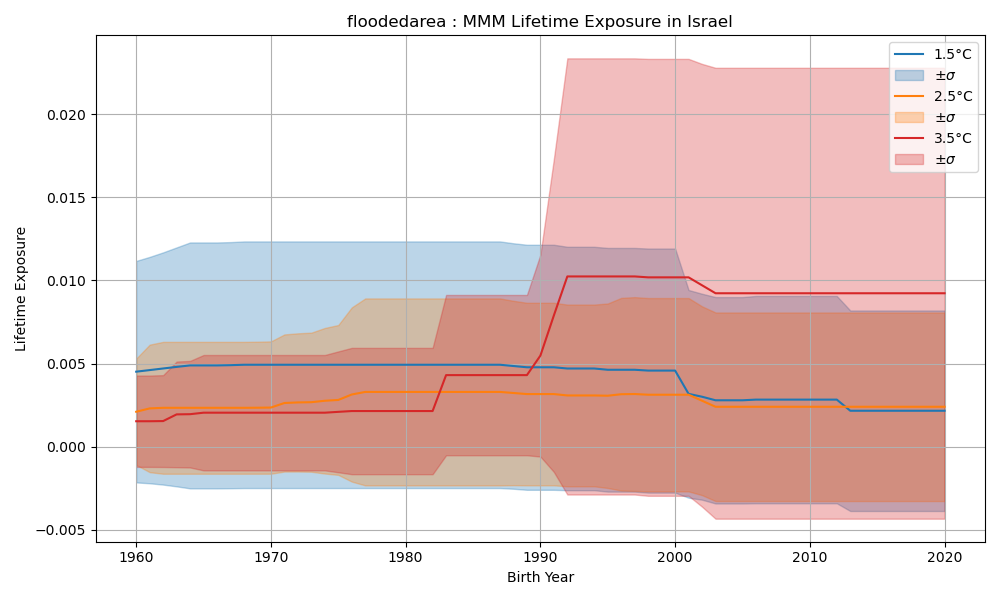 floodedarea : MMM Lifetime Exposure in Israel
1.5°C
±σ
2.5°C
±σ
3.5°C
±σ
Lifetime Exposure
0.020
0.015
0.010
0.005
0.000
−0.005
1960
1970
1980
1990
2000
2010
2020
Birth Year